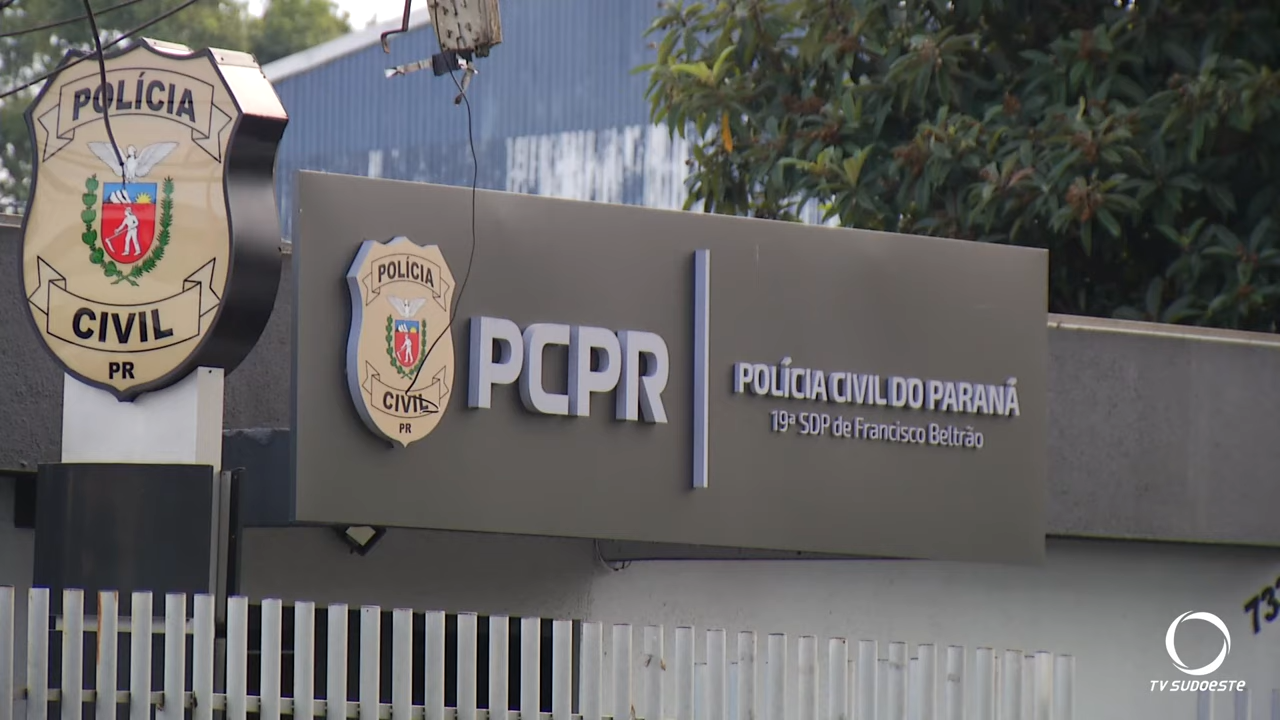 POLÍCIA
CIVIL
PR
POLÍCIA
CIVIL
PR
PCPR
POLÍCIA CIVIL DO PARANÁ
19ª SDP de Francisco Beltrão
TV SUDOESTE